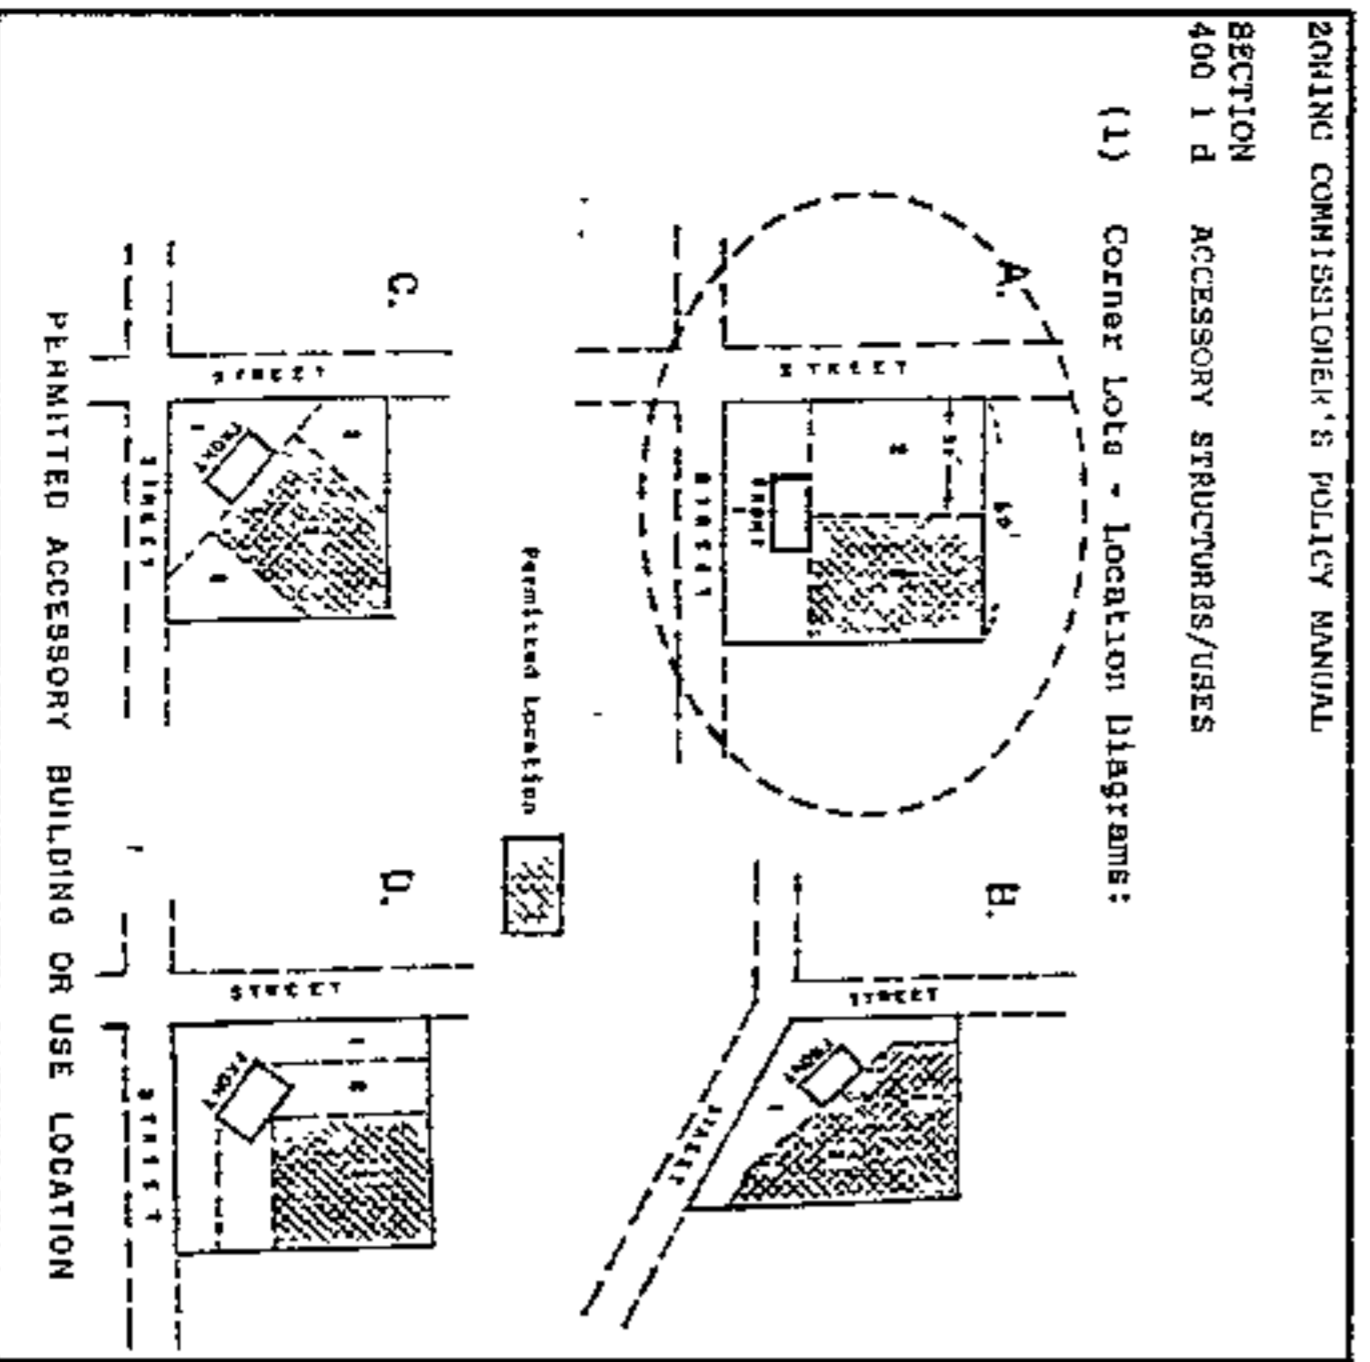 ZONING COMMISSIONER'S POLICY MANUAL
SECTION
400 1 d ACCESSORY STRUCTURES/USES
(1) Corner Lots - Location Diagrams:
A.
STREET
STREET
FRONT
B.
STREET
STREET
FRONT
Permitted Location
C.
STREET
STREET
FRONT
D.
STREET
STREET
FRONT
PERMITTED ACCESSORY BUILDING OR USE LOCATION